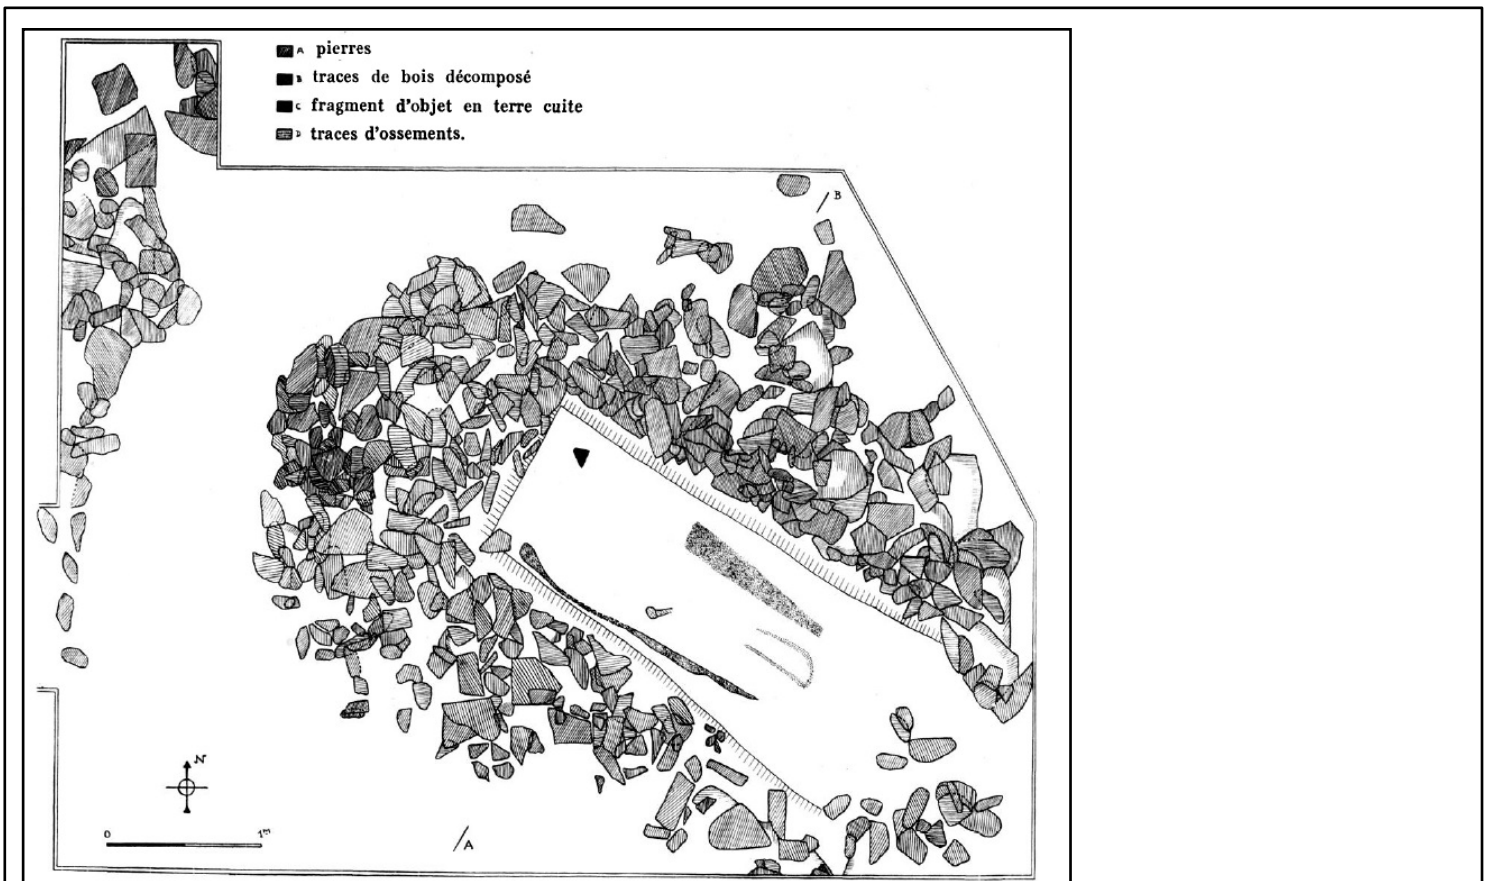 A pierres
B traces de bois décomposé
C fragment d'objet en terre cuite
D traces d'ossements.
B
N
0 1m
A